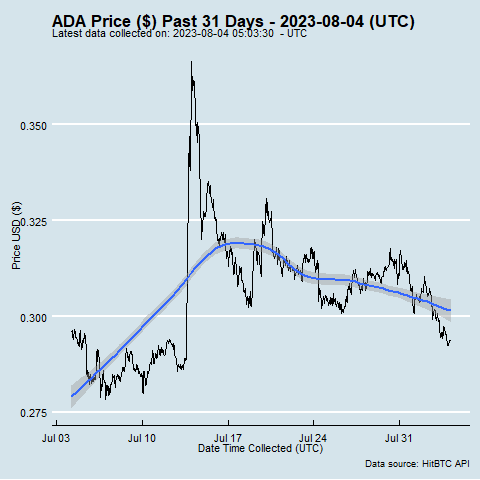 ADA Price ($) Past 31 Days - 2023-08-04 (UTC)
Latest data collected on: 2023-08-04 05:03:30 - UTC
Price USD ($)
0.350
0.325
0.300
0.275
Jul 03 Jul 10 Jul 17 Jul 24 Jul 31
Date Time Collected (UTC)
Data source: HitBTC API